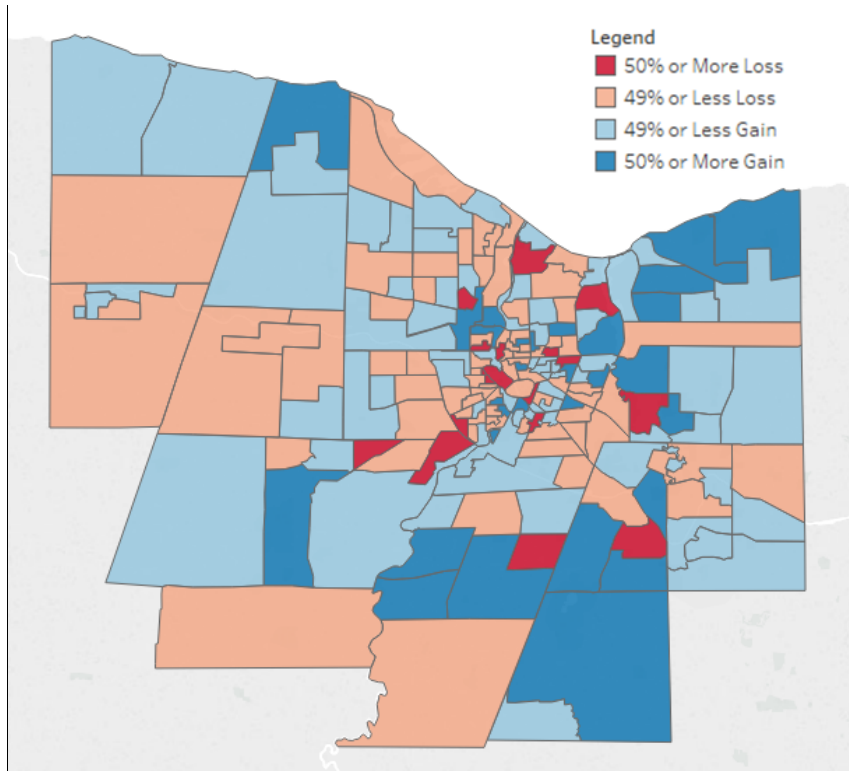 Legend
50% or More Loss
49% or Less Loss
49% or Less Gain
50% or More Gain